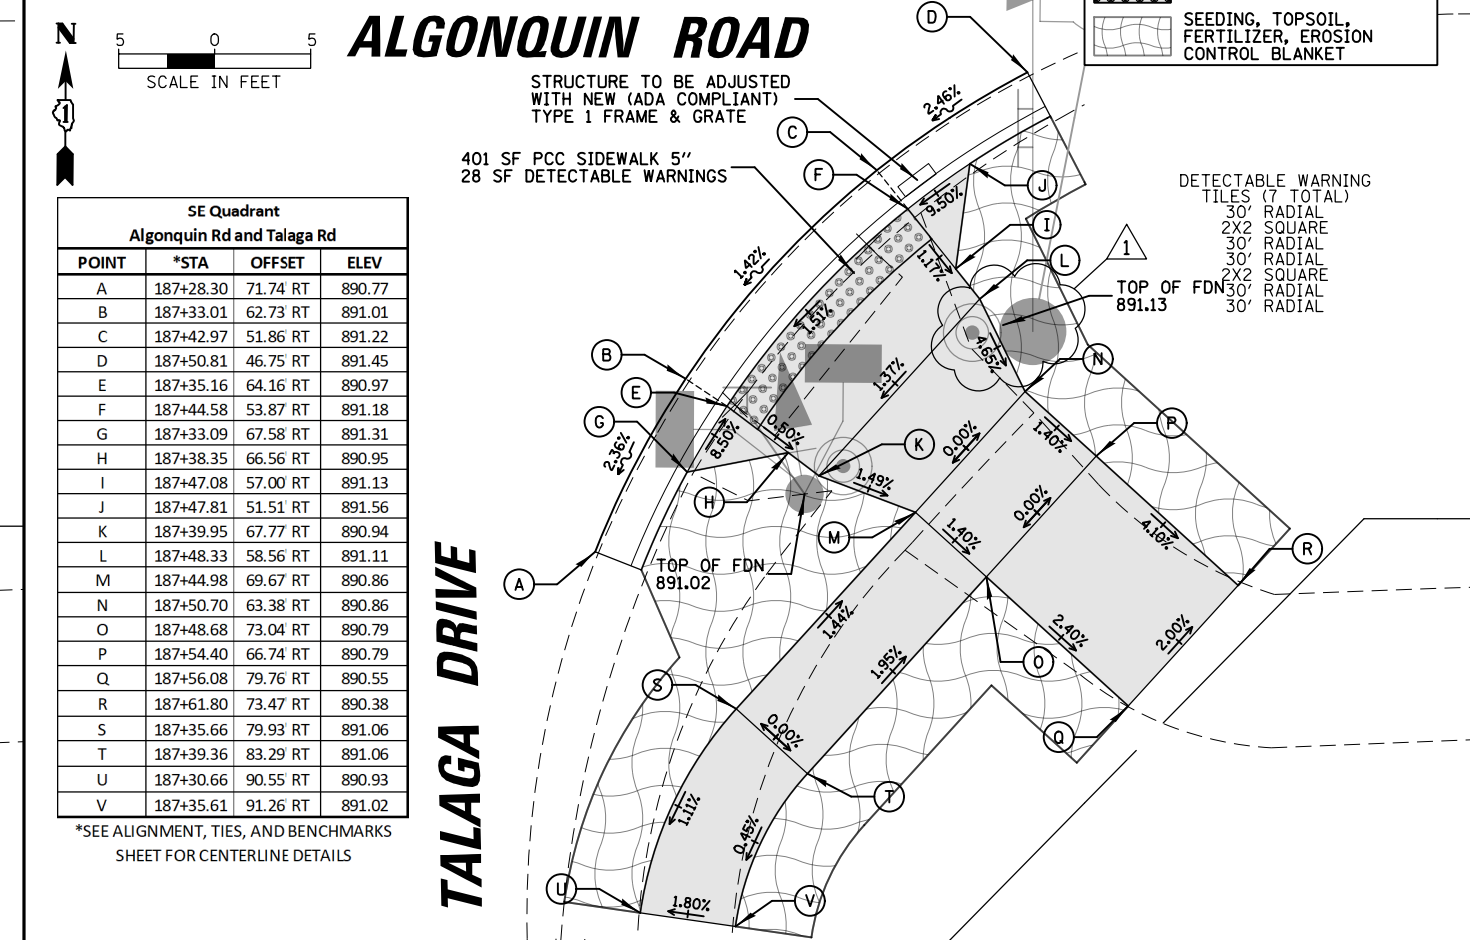 ALGONQUIN ROAD
N
1
5 0 5
SCALE IN FEET
SEEDING, TOPSOIL,
FERTILIZER, EROSION
CONTROL BLANKET
STRUCTURE TO BE ADJUSTED
WITH NEW (ADA COMPLIANT)
TYPE 1 FRAME & GRATE
401 SF PCC SIDEWALK 5"
28 SF DETECTABLE WARNINGS
DETECTABLE WARNING
TILES (7 TOTAL)
30' RADIAL
2X2 SQUARE
30' RADIAL
30' RADIAL
2X2 SQUARE
30' RADIAL
30' RADIAL
1
TOP OF FDN
891.13
TOP OF FDN
891.02
SE Quadrant
Algonquin Rd and Talaga Rd
POINT *STA OFFSET ELEV
A 187+28.30 71.74' RT 890.77
B 187+33.01 62.73' RT 891.01
C 187+42.97 51.86' RT 891.22
D 187+50.81 46.75' RT 891.45
E 187+35.16 64.16' RT 890.97
F 187+44.58 53.87' RT 891.18
G 187+33.09 67.58' RT 891.31
H 187+38.35 66.56' RT 890.95
I 187+47.08 57.00' RT 891.13
J 187+47.81 51.51' RT 891.56
K 187+39.95 67.77' RT 890.94
L 187+48.33 58.56' RT 891.11
M 187+44.98 69.67' RT 890.86
N 187+50.70 63.38' RT 890.86
O 187+48.68 73.04' RT 890.79
P 187+54.40 66.74' RT 890.79
Q 187+56.08 79.76' RT 890.55
R 187+61.80 73.47' RT 890.38
S 187+35.66 79.93' RT 891.06
T 187+39.36 83.29' RT 891.06
U 187+30.66 90.55' RT 890.93
V 187+35.61 91.26' RT 891.02
*SEE ALIGNMENT, TIES, AND BENCHMARKS
SHEET FOR CENTERLINE DETAILS
TALAGA DRIVE
D
C
F
J
I
L
B
E
G
N
P
K
H
M
R
A
O
S
Q
T
U
V
2.46%
9.50%
1.42%
1.17%
1.51%
4.65%
1.37%
0.50%
8.50%
2.36%
0.00%
1.40%
1.49%
0.00%
4.10%
1.40%
1.44%
2.40%
2.00%
1.95%
0.00%
1.11%
0.45%
1.80%